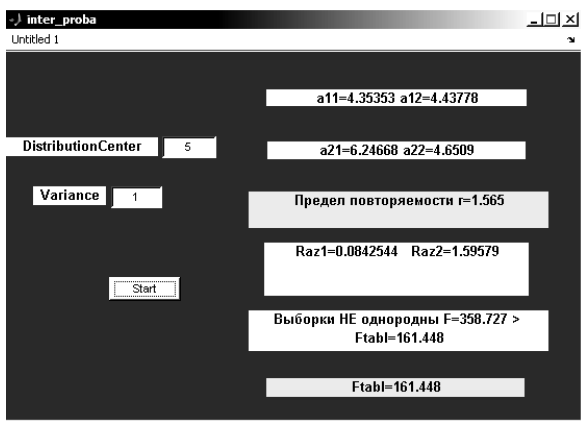 inter_proba
Untitled 1
a11=4.35353 a12=4.43778
DistributionCenter 5
a21=6.24668 a22=4.6509
Variance 1
Предел повторяемости r=1.565
Raz1=0.0842544 Raz2=1.59579
Start
Выборки НЕ однородны F=358.727 >
Ftabl=161.448
Ftabl=161.448